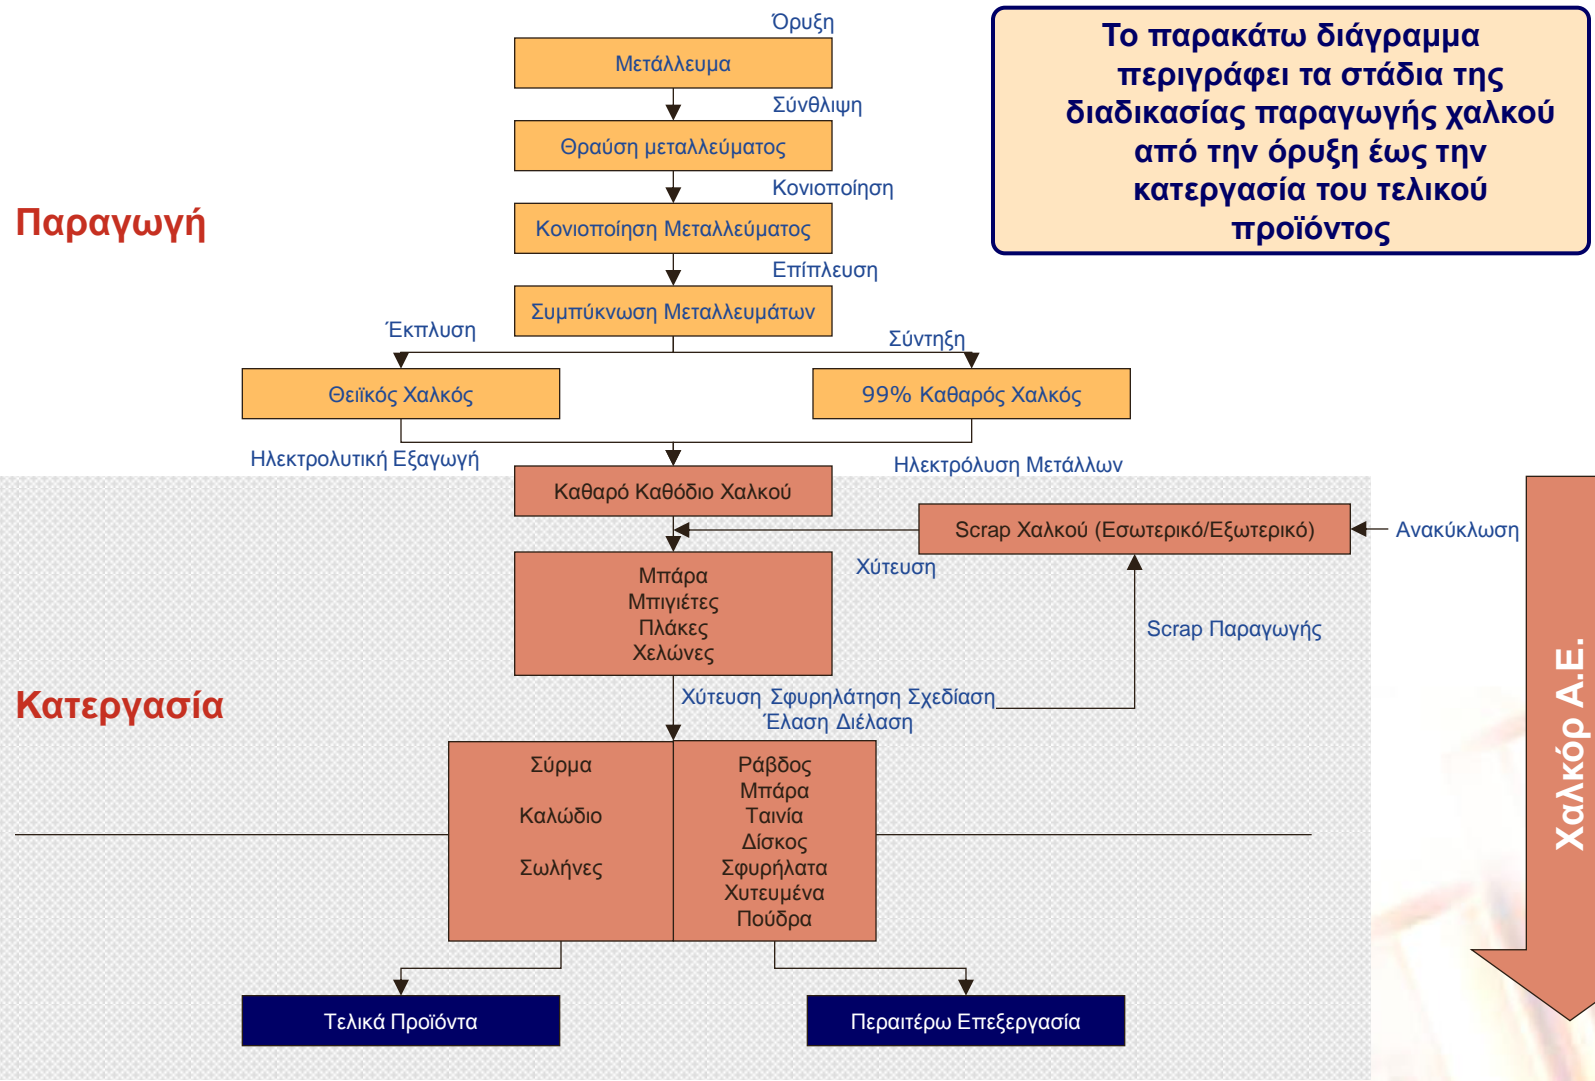 Όρυξη
Μετάλλευμα
Σύνθλιψη
Θραύση μεταλλεύματος
Κονιοποίηση
Κονιοποίηση Μεταλλεύματος
Επίπλευση
Συμπύκνωση Μεταλλευμάτων
Το παρακάτω διάγραμμα
περιγράφει τα στάδια της
διαδικασίας παραγωγής χαλκού
από την όρυξη έως την
κατεργασία του τελικού
προϊόντος
Παραγωγή
Έκπλυση
Σύντηξη
Θειϊκός Χαλκός
99% Καθαρός Χαλκός
Ηλεκτρολυτική Εξαγωγή
Ηλεκτρόλυση Μετάλλων
Καθαρό Καθόδιο Χαλκού
Scrap Χαλκού (Εσωτερικό/Εξωτερικό)
Ανακύκλωση
Χύτευση
Μπάρα
Μπιγιέτες
Πλάκες
Χελώνες
Scrap Παραγωγής
Κατεργασία
Χύτευση Σφυρηλάτηση Σχεδίαση
Έλαση Διέλαση
Σύρμα
Καλώδιο
Σωλήνες
Ράβδος
Μπάρα
Ταινία
Δίσκος
Σφυρήλατα
Χυτευμένα
Πούδρα
Τελικά Προϊόντα
Περαιτέρω Επεξεργασία
Χαλκόρ Α.Ε.